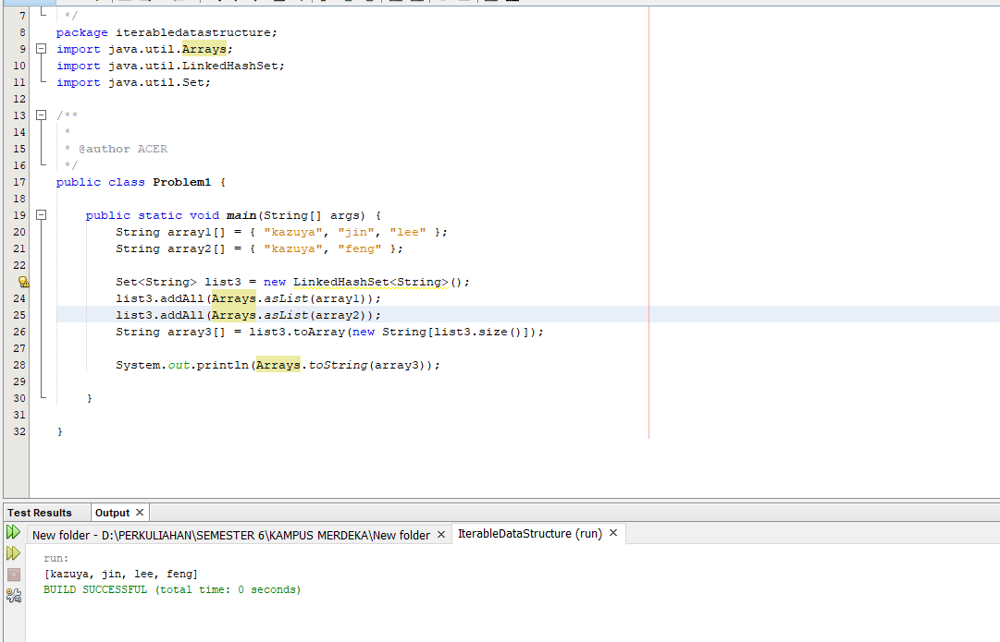 7 */
8 package iterabledatastructure;
9 import java.util.Arrays;
10 import java.util.LinkedHashSet;
11 import java.util.Set;
12
13 /**
14 *
15 * @author ACER
16 */
17 public class Problem1 {
18
19 public static void main(String[] args) {
20 String array1[] = { "kazuya", "jin", "lee" };
21 String array2[] = { "kazuya", "feng" };
22
Set<String> list3 = new LinkedHashSet<String>();
24 list3.addAll(Arrays.asList(array1));
25 list3.addAll(Arrays.asList(array2));
26 String array3[] = list3.toArray(new String[list3.size()]);
27
28 System.out.println(Arrays.toString(array3));
29
30 }
31
32 }
Test Results Output ×
New folder - D:\PERKULIAHAN\SEMESTER 6\KAMPUS MERDEKA\New folder × IterableDataStructure (run) ×
run:
[kazuya, jin, lee, feng]
BUILD SUCCESSFUL (total time: 0 seconds)